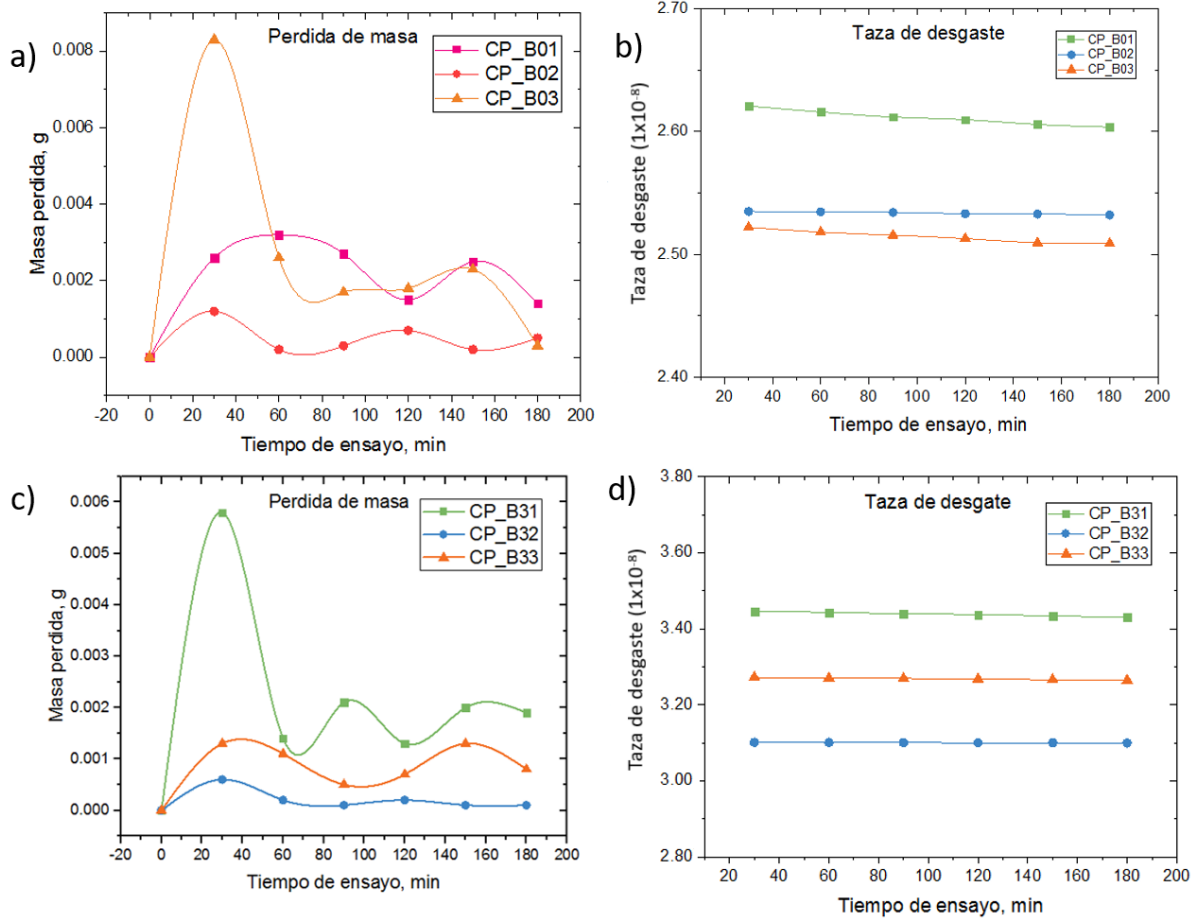 a)
Perdida de masa
CP_B01
CP_B02
CP_B03
0.008
0.006
0.004
0.002
0.000
Masa perdida, g
-20 0 20 40 60 80 100 120 140 160 180 200
Tiempo de ensayo, min
b)
Taza de desgaste
CP_B01
CP_B02
CP_B03
2.70
2.60
2.50
2.40
Taza de desgaste (1x10⁻⁸)
20 40 60 80 100 120 140 160 180 200
Tiempo de ensayo, min
c)
Perdida de masa
CP_B31
CP_B32
CP_B33
0.006
0.005
0.004
0.003
0.002
0.001
0.000
Masa perdida, g
-20 0 20 40 60 80 100 120 140 160 180 200
Tiempo de ensayo, min
d)
Taza de desgate
CP_B31
CP_B32
CP_B33
3.80
3.60
3.40
3.20
3.00
2.80
Taza de desgaste (1x10⁻⁸)
20 40 60 80 100 120 140 160 180 200
Tiempo de ensayo, min